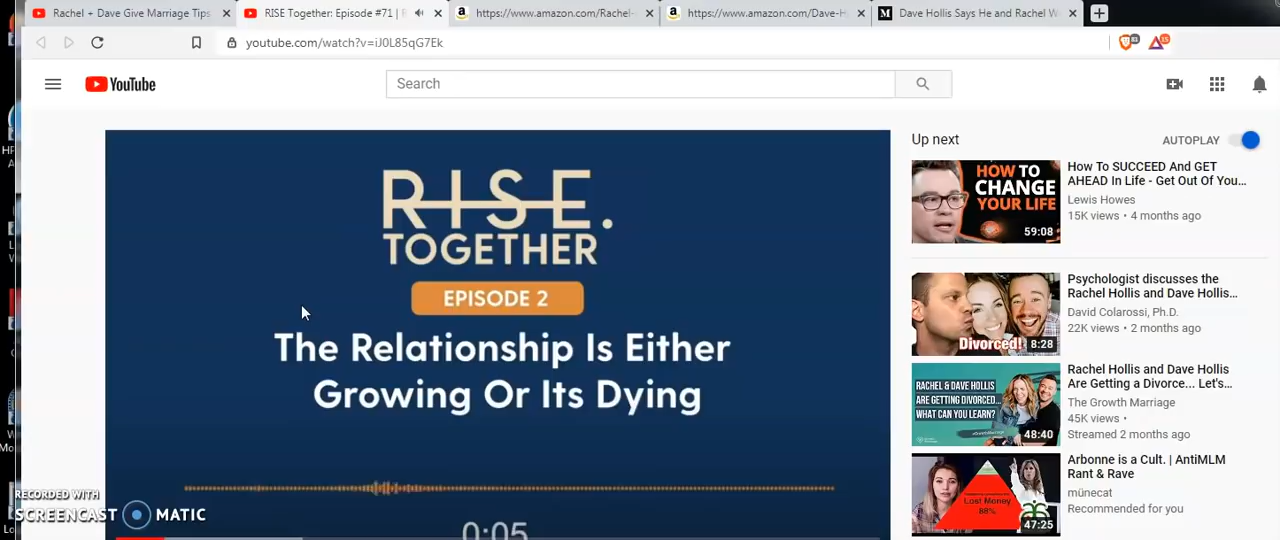 Rachel + Dave Give Marriage Tips
RISE Together: Episode #71 |
https://www.amazon.com/Rachel-
https://www.amazon.com/Dave-H
Dave Hollis Says He and Rachel W
youtube.com/watch?v=iJ0L85qG7Ek
81
15
YouTube
Search
RISE.
TOGETHER
EPISODE 2
The Relationship Is Either
Growing Or Its Dying
0:05
RECORDED WITH
SCREENCAST MATIC
Up next
AUTOPLAY
HOW TO
CHANGE
YOUR LIFE
59:08
How To SUCCEED And GET
AHEAD In Life - Get Out Of You...
Lewis Howes
15K views • 4 months ago
Divorced!
8:28
Psychologist discusses the
Rachel Hollis and Dave Hollis...
David Colarossi, Ph.D.
22K views • 2 months ago
RACHEL & DAVE HOLLIS
ARE GETTING DIVORCED...
WHAT CAN YOU LEARN?
48:40
Rachel Hollis and Dave Hollis
Are Getting a Divorce... Let's...
The Growth Marriage
45K views •
Streamed 2 months ago
Lost Money
88%
47:25
Arbonne is a Cult. | AntiMLM
Rant & Rave
münecat
Recommended for you